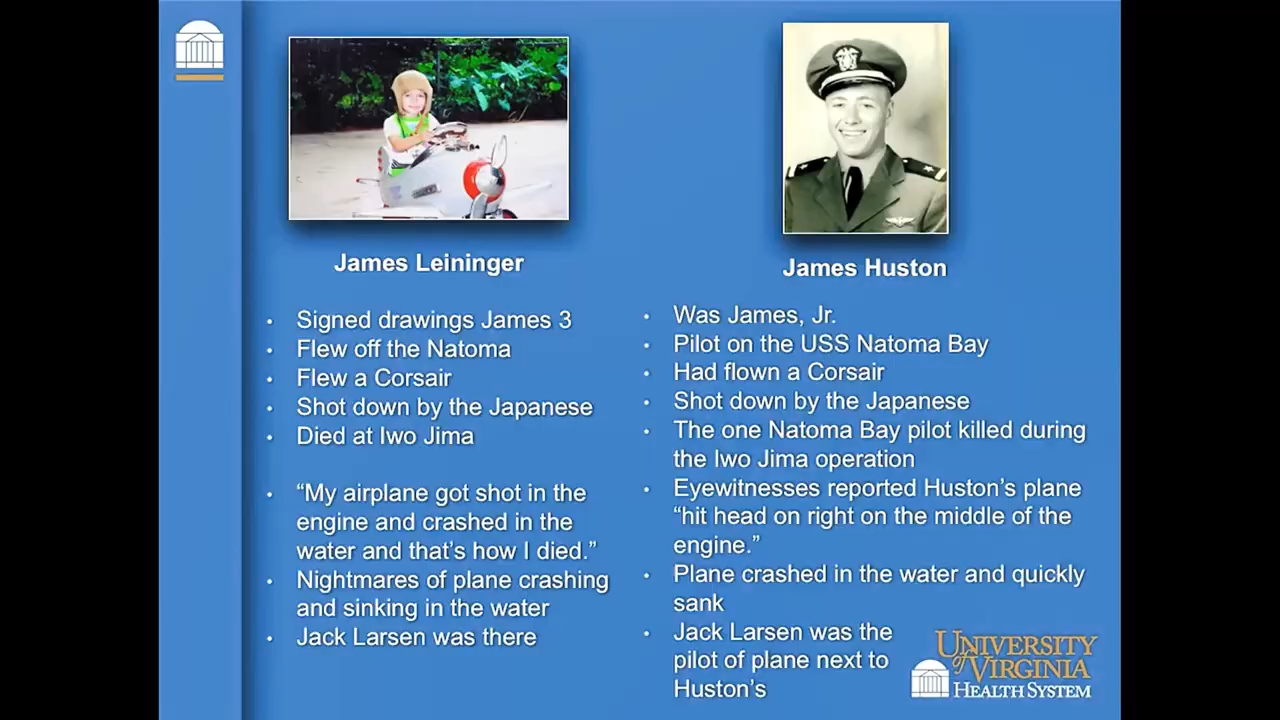 James Leininger
• Signed drawings James 3
• Flew off the Natoma
• Flew a Corsair
• Shot down by the Japanese
• Died at Iwo Jima
• “My airplane got shot in the
engine and crashed in the
water and that’s how I died.”
• Nightmares of plane crashing
and sinking in the water
• Jack Larsen was there
James Huston
• Was James, Jr.
• Pilot on the USS Natoma Bay
• Had flown a Corsair
• Shot down by the Japanese
• The one Natoma Bay pilot killed during
the Iwo Jima operation
• Eyewitnesses reported Huston’s plane
“hit head on right on the middle of the
engine.”
• Plane crashed in the water and quickly
sank
• Jack Larsen was the
pilot of plane next to
Huston’s
UNIVERSITY
of VIRGINIA
HEALTH SYSTEM